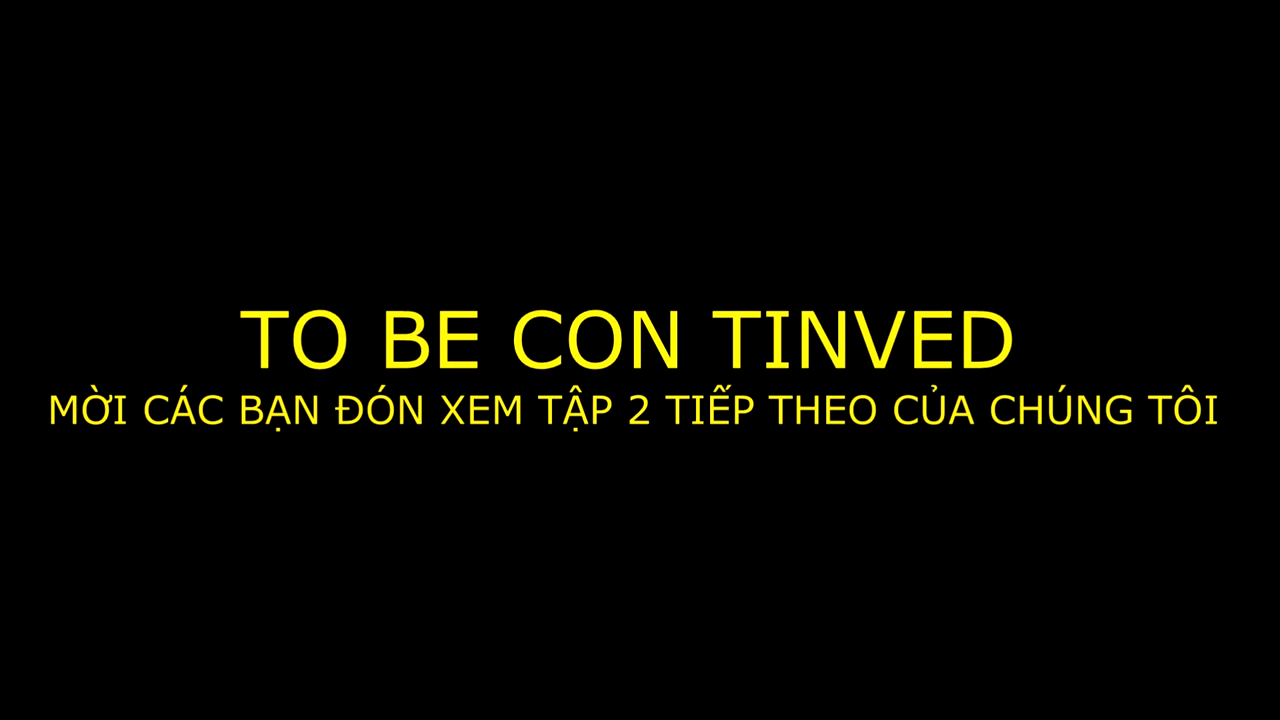 TO BE CON TINVED
MỜI CÁC BẠN ĐÓN XEM TẬP 2 TIẾP THEO CỦA CHÚNG TÔI